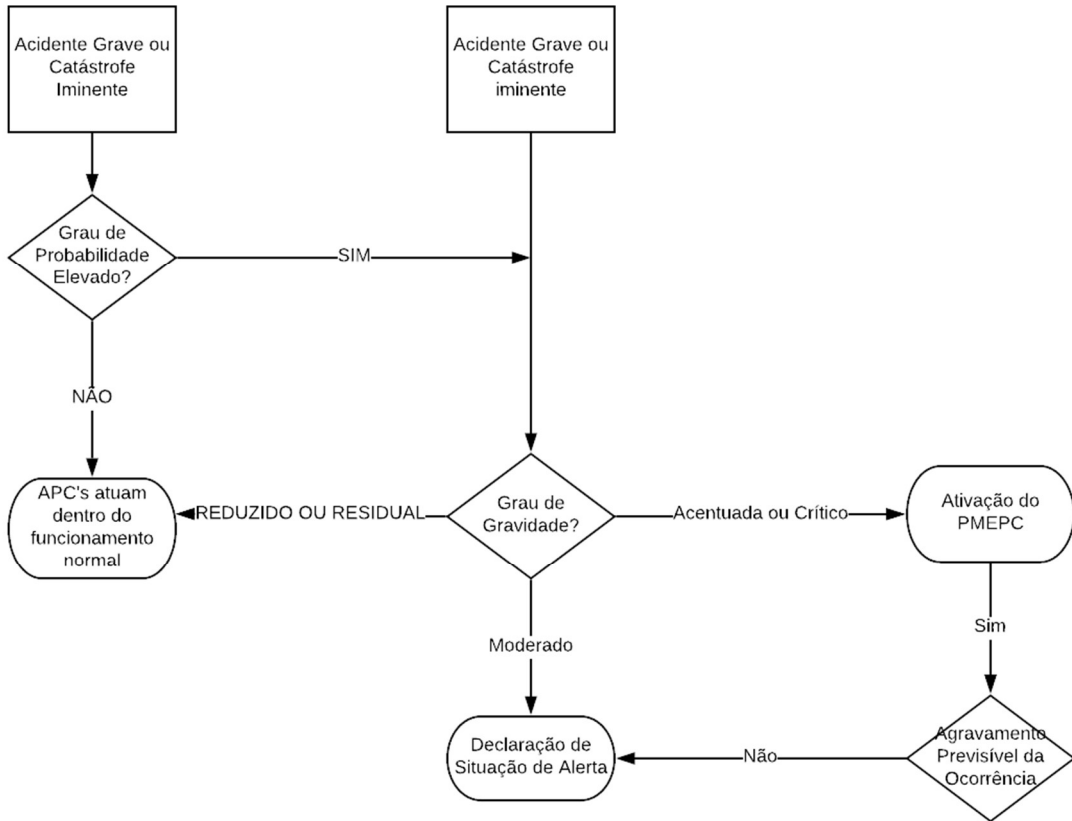 Acidente Grave ou
Catástrofe
Iminente
Acidente Grave ou
Catástrofe
iminente
Grau de
Probabilidade
Elevado?
SIM
NÃO
APC's atuam
dentro do
funcionamento
normal
REDUZIDO OU RESIDUAL
Grau de
Gravidade?
Acentuada ou Crítico
Ativação do
PMEPC
Moderado
Sim
Declaração de
Situação de Alerta
Não
Agravamento
Previsível da
Ocorrência